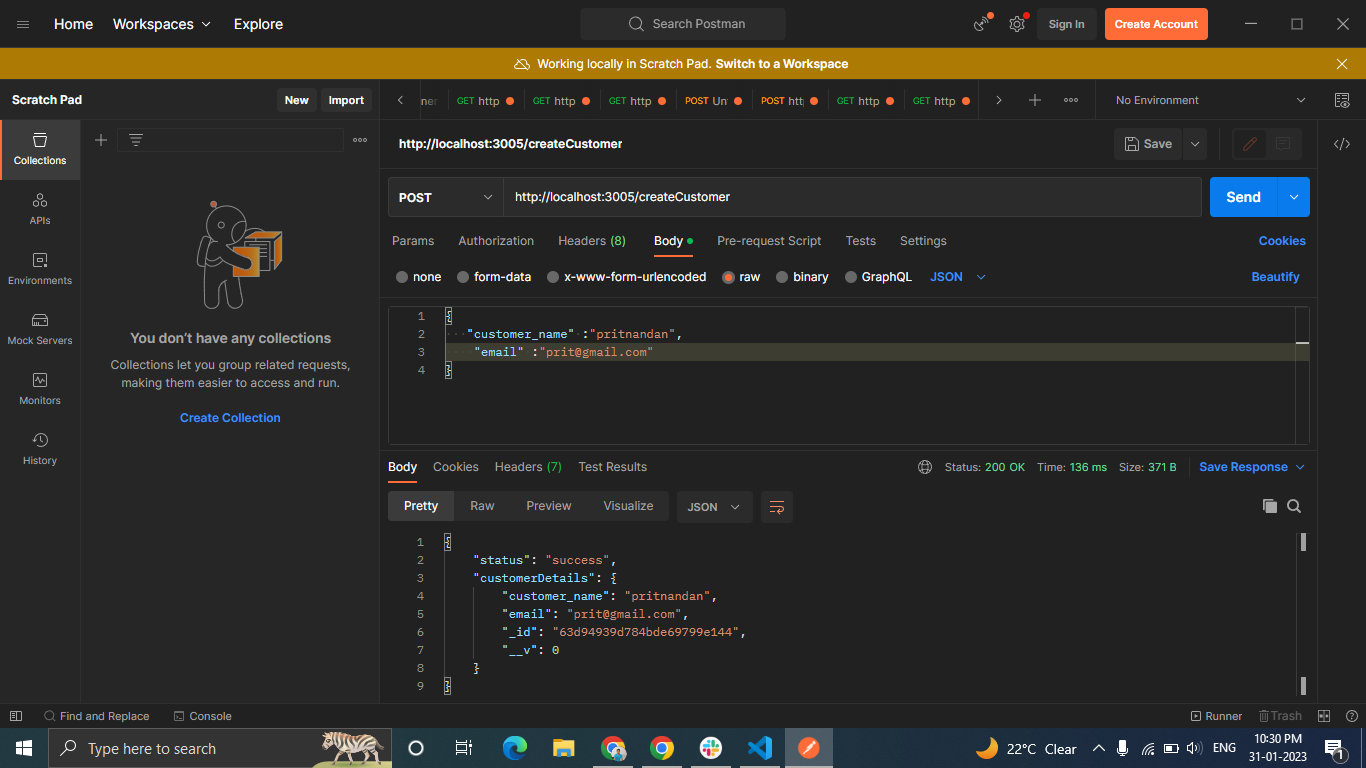 Home Workspaces Explore Search Postman Sign In Create Account
Working locally in Scratch Pad. Switch to a Workspace
Scratch Pad New Import
GET http GET http GET http POST Un POST htt GET http GET http No Environment
Collections
APIs
Environments
Mock Servers
Monitors
History
You don't have any collections
Collections let you group related requests,
making them easier to access and run.
Create Collection
http://localhost:3005/createCustomer Save
POST http://localhost:3005/createCustomer Send
Params Authorization Headers (8) Body Pre-request Script Tests Settings Cookies
none form-data x-www-form-urlencoded raw binary GraphQL JSON Beautify
1 {
2 "customer_name" :"pritnandan",
3 "email" :"prit@gmail.com"
4 }
Body Cookies Headers (7) Test Results Status: 200 OK Time: 136 ms Size: 371 B Save Response
Pretty Raw Preview Visualize JSON
1 {
2 "status": "success",
3 "customerDetails": {
4 "customer_name": "pritnandan",
5 "email": "prit@gmail.com",
6 "_id": "63d94939d784bde69799e144",
7 "__v": 0
8 }
9 }
Find and Replace Console Runner Trash
Type here to search 22°C Clear ENG 10:30 PM
31-01-2023 1